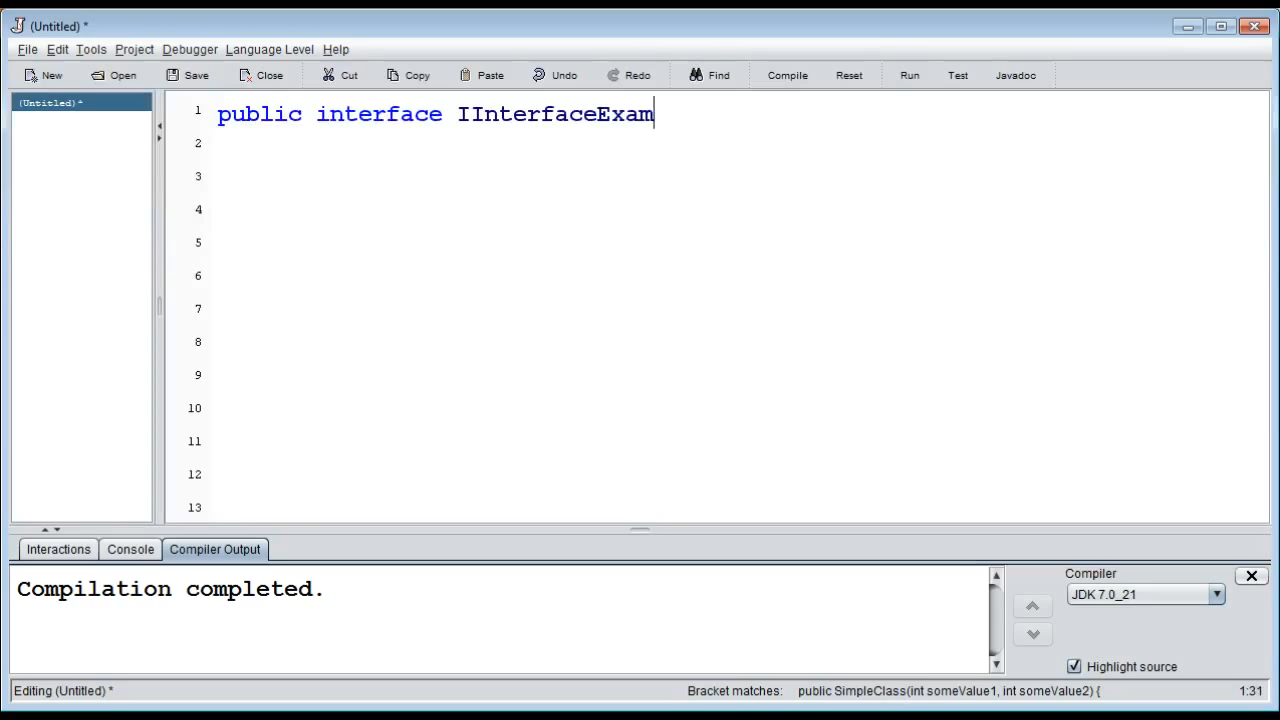 (Untitled) *
File Edit Tools Project Debugger Language Level Help
New Open Save Close Cut Copy Paste Undo Redo Find Compile Reset Run Test Javadoc
(Untitled)*
1 public interface IInterfaceExam
2
3
4
5
6
7
8
9
10
11
12
13
Interactions Console Compiler Output
Compilation completed.
Compiler
JDK 7.0_21
Highlight source
Editing (Untitled) * Bracket matches: public SimpleClass(int someValue1, int someValue2) { 1:31